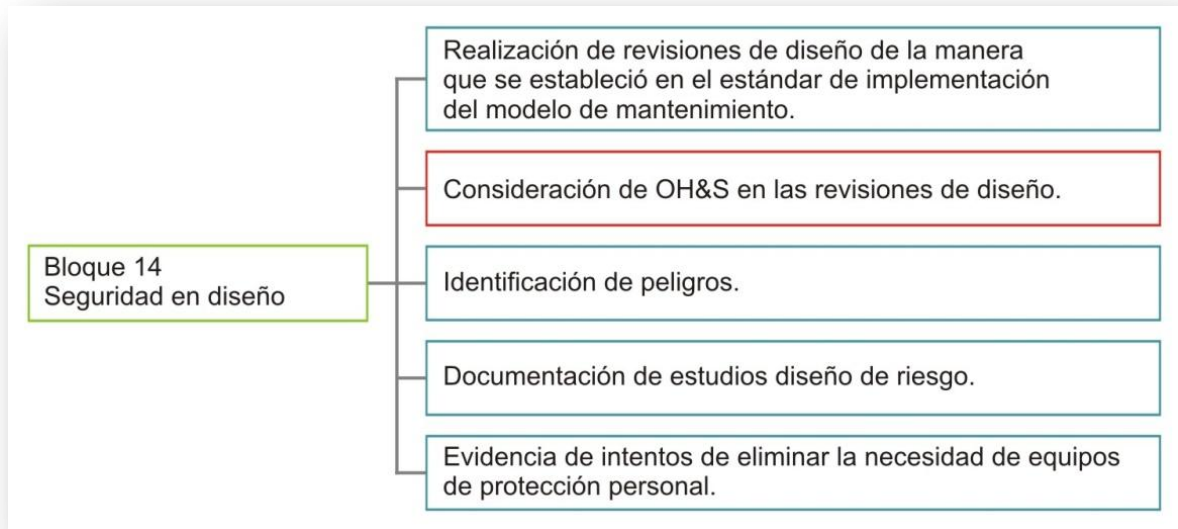 Realización de revisiones de diseño de la manera
que se estableció en el estándar de implementación
del modelo de mantenimiento.
Consideración de OH&S en las revisiones de diseño.
Bloque 14
Seguridad en diseño
Identificación de peligros.
Documentación de estudios diseño de riesgo.
Evidencia de intentos de eliminar la necesidad de equipos
de protección personal.